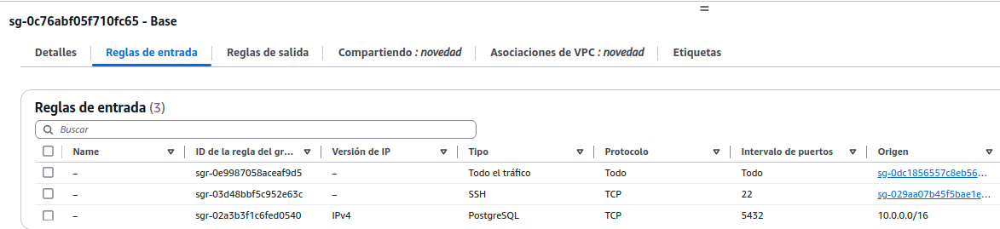 sg-0c76abf05f710fc65 - Base
Detalles Reglas de entrada Reglas de salida Compartiendo : novedad Asociaciones de VPC : novedad Etiquetas
Reglas de entrada (3)
Buscar
Name ID de la regla del gr... Versión de IP Tipo Protocolo Intervalo de puertos Origen
– sgr-0e9987058aceaf9d5 – Todo el tráfico Todo Todo sg-0dc1856557c8eb56...
– sgr-03d48bbf5c952e63c – SSH TCP 22 sg-029aa07b45f5bae1e...
– sgr-02a3b3f1c6fed0540 IPv4 PostgreSQL TCP 5432 10.0.0.0/16